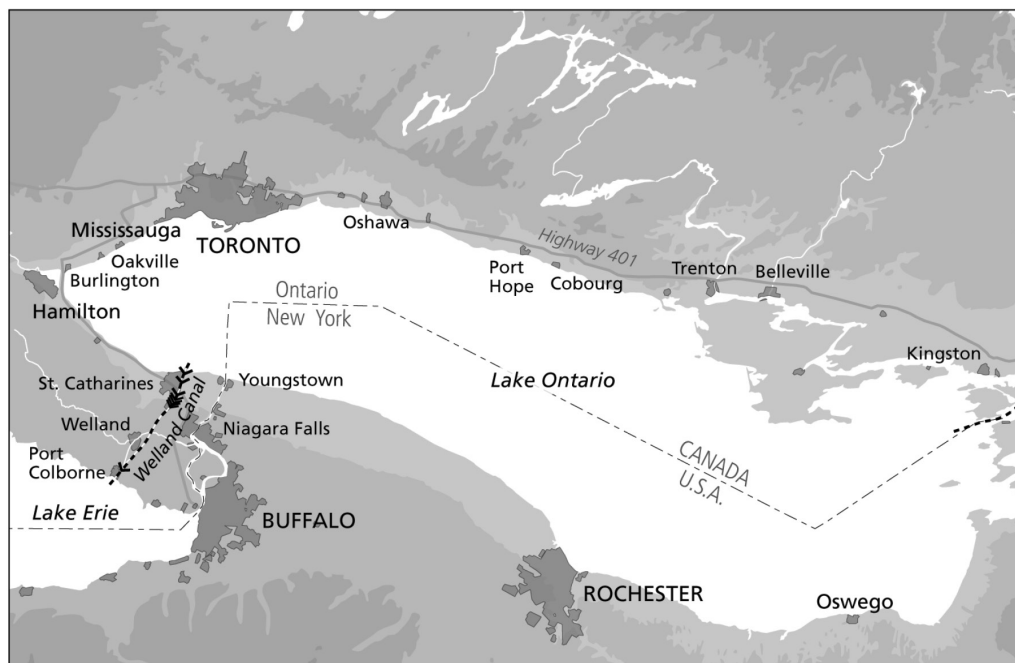 Mississauga
TORONTO
Oshawa
Highway 401
Oakville
Burlington
Hamilton
Port
Hope
Cobourg
Trenton
Belleville
Ontario
New York
Kingston
St. Catharines
Youngstown
Lake Ontario
Welland
Welland Canal
Niagara Falls
Port
Colborne
CANADA
U.S.A.
Lake Erie
BUFFALO
ROCHESTER
Oswego